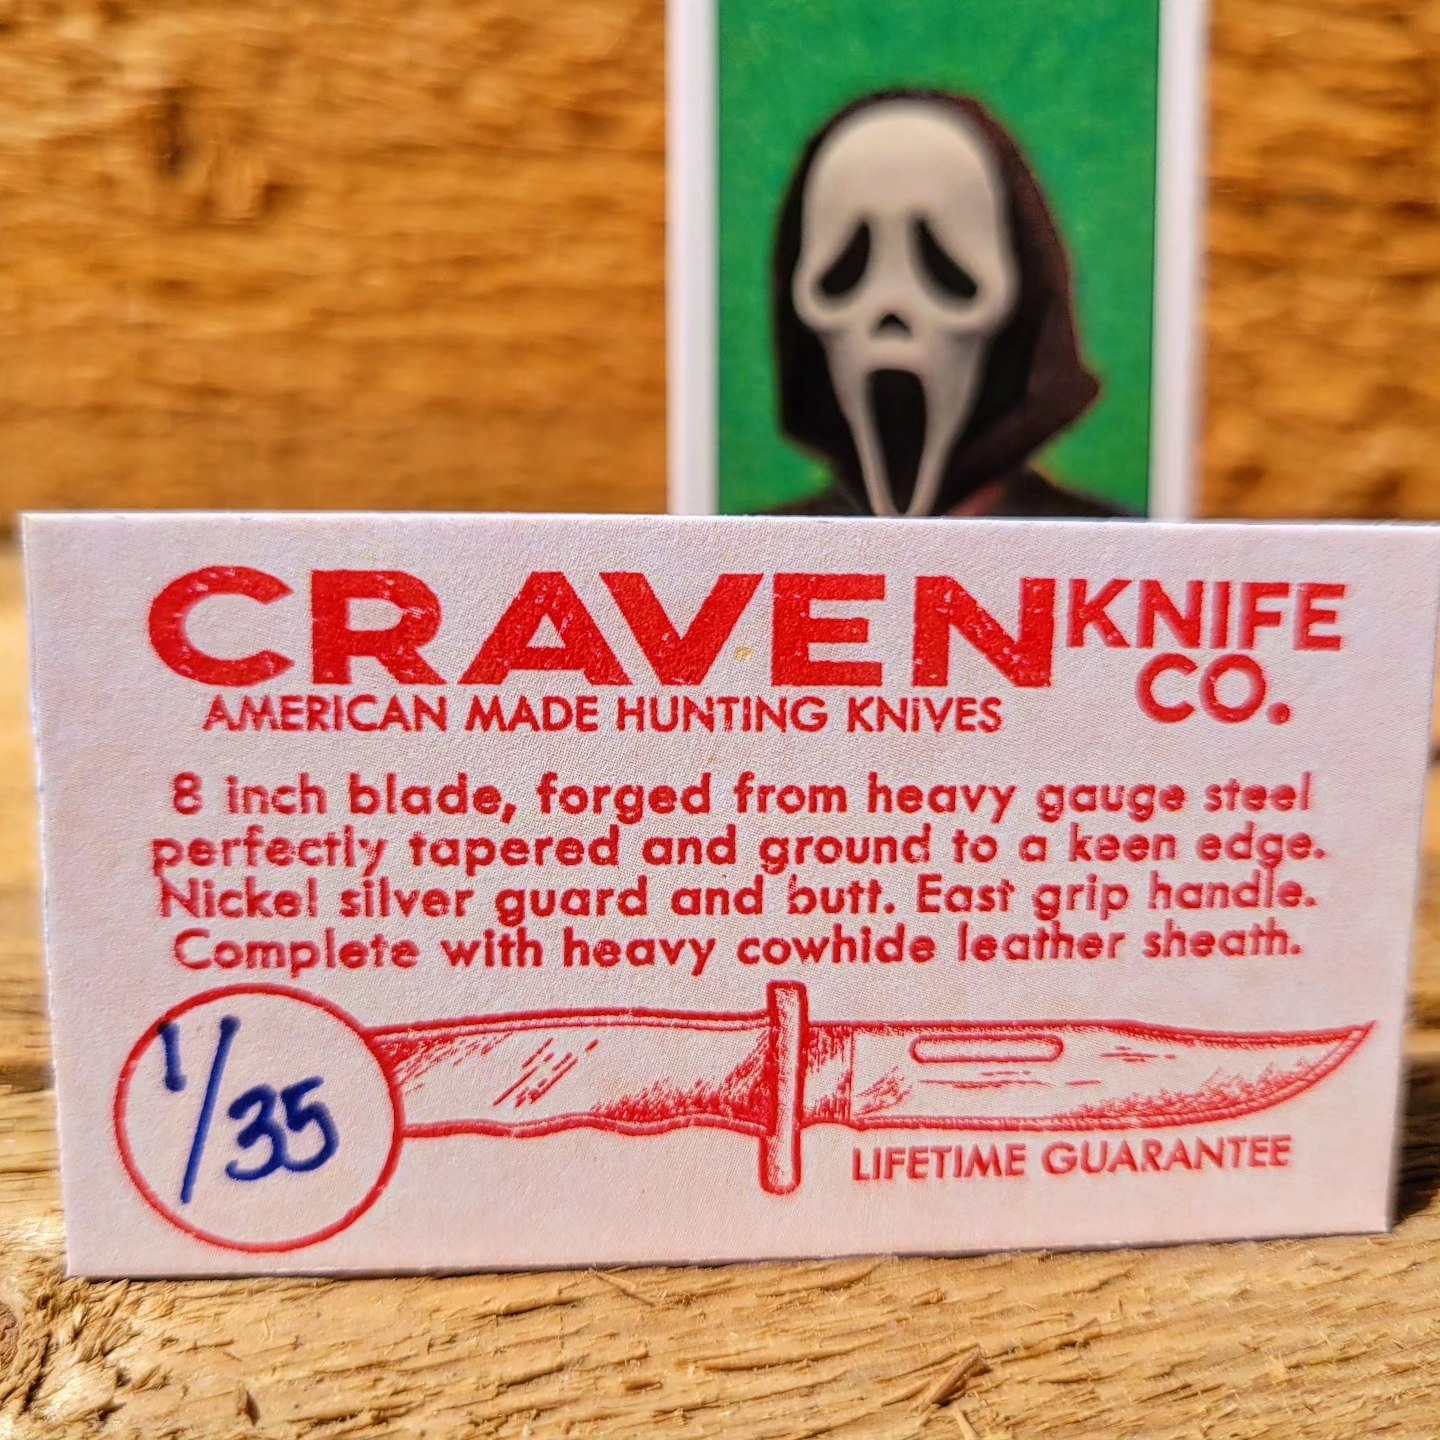 CRAVEN KNIFE CO.
AMERICAN MADE HUNTING KNIVES
8 inch blade, forged from heavy gauge steel
perfectly tapered and ground to a keen edge.
Nickel silver guard and butt. East grip handle.
Complete with heavy cowhide leather sheath.
1/35
LIFETIME GUARANTEE